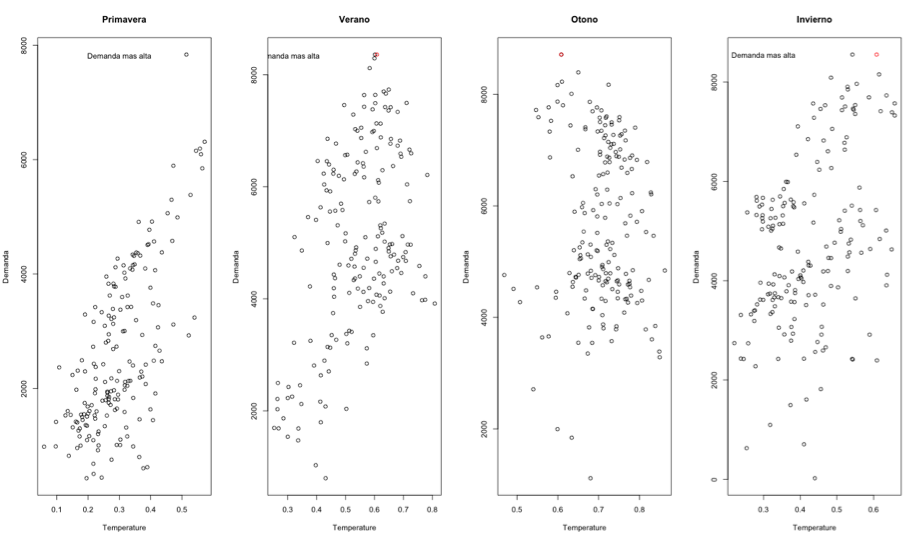 Primavera
Verano
Otono
Invierno
8000
6000
4000
2000
Demanda
Demanda mas alta
0.1
0.2
0.3
0.4
0.5
Temperature
8000
6000
4000
2000
Demanda
nanda mas alta
0.3
0.4
0.5
0.6
0.7
0.8
Temperature
8000
6000
4000
2000
Demanda
0.5
0.6
0.7
0.8
Temperature
8000
6000
4000
2000
0
Demanda
Demanda mas alta
0.3
0.4
0.5
0.6
Temperature